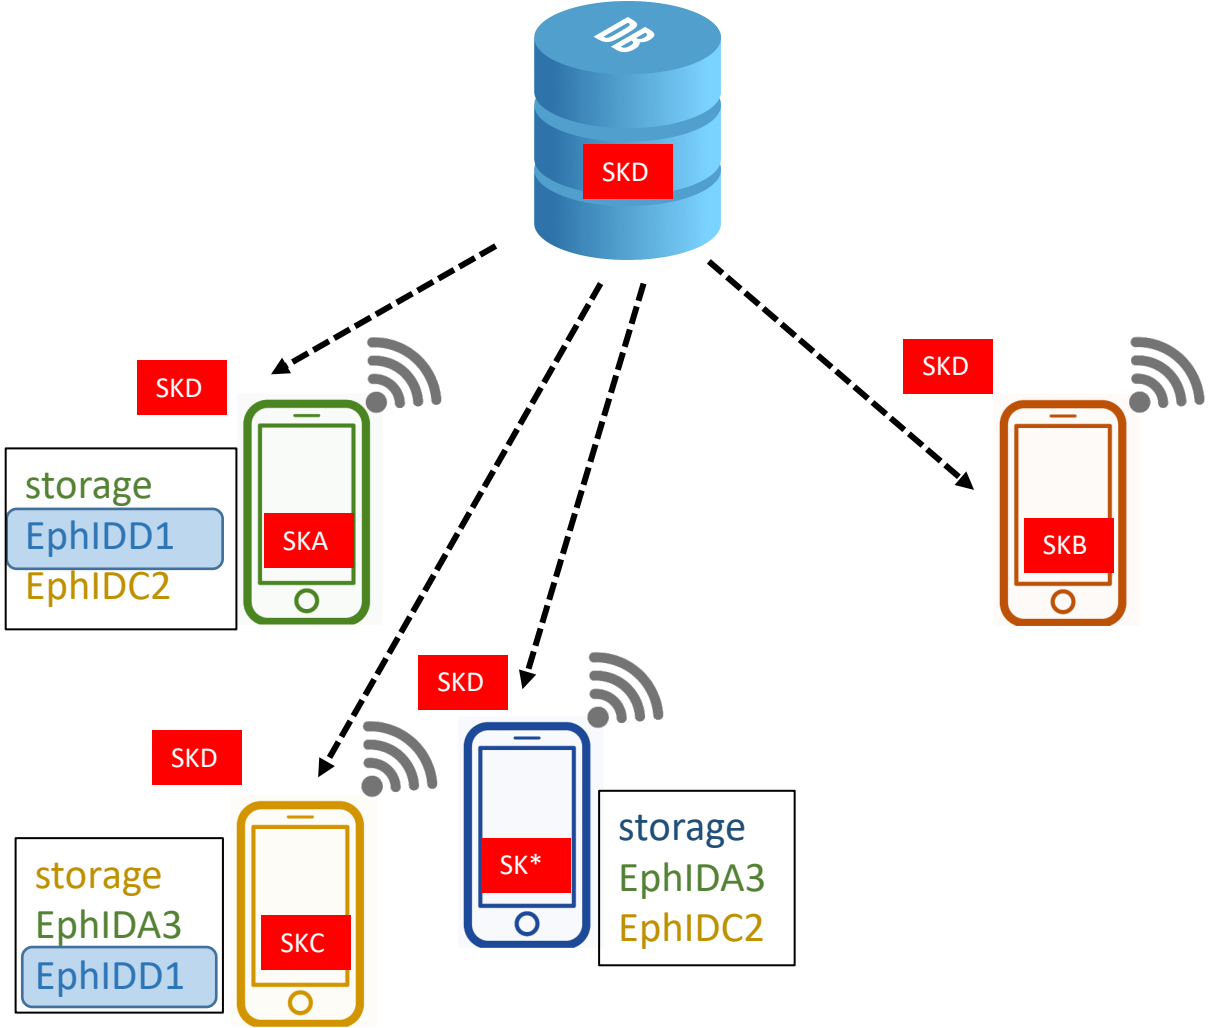 DB
SKD
SKD
SKD
storage
EphIDD1
EphIDC2
SKA
SKB
SKD
SKD
storage
EphIDA3
EphIDD1
SKC
SK*
storage
EphIDA3
EphIDC2